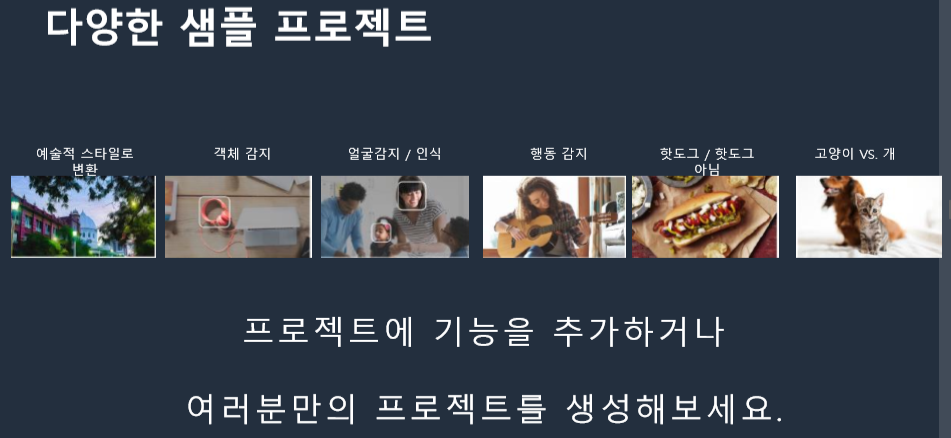 다양한 샘플 프로젝트
예술적 스타일로
변환
객체 감지
얼굴감지 / 인식
행동 감지
핫도그 / 핫도그
아님
고양이 VS. 개
프로젝트에 기능을 추가하거나
여러분만의 프로젝트를 생성해보세요.